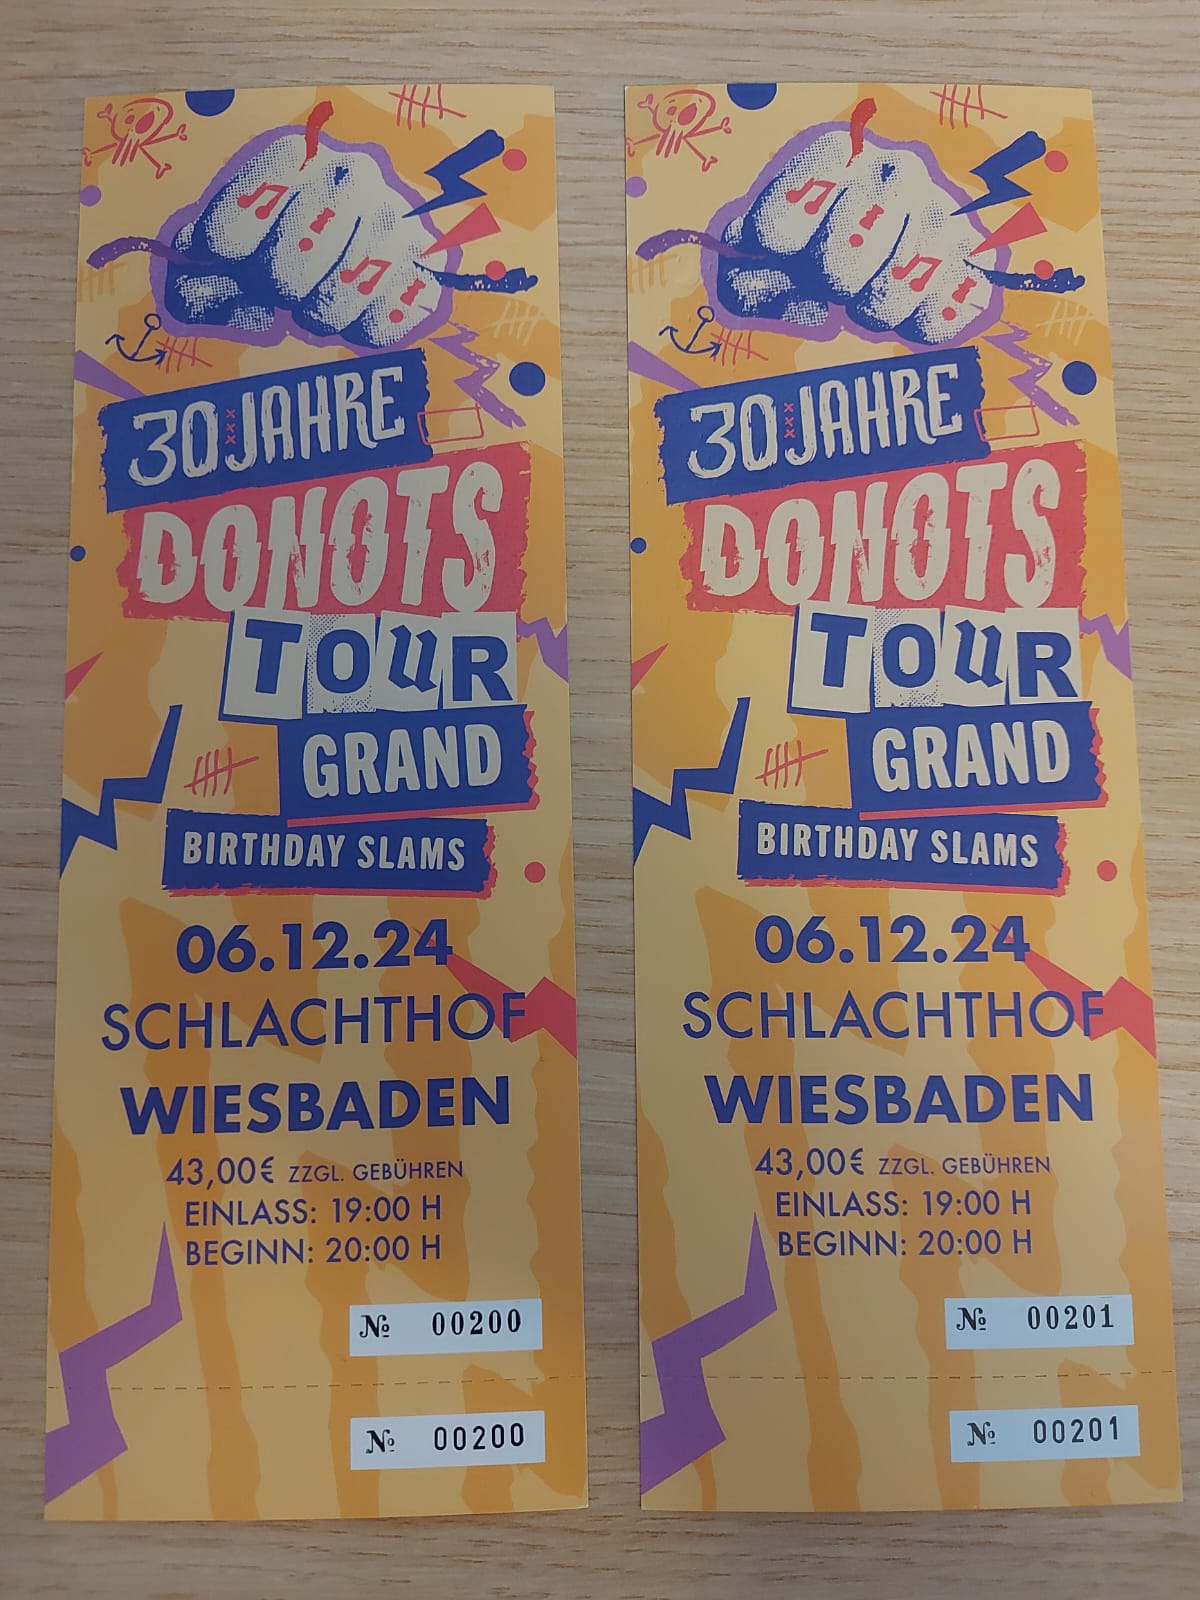 30 JAHRE
DONOTS
TOUR
GRAND
BIRTHDAY SLAMS
06.12.24
SCHLACHTHOF
WIESBADEN
43,00€ ZZGL. GEBÜHREN
EINLASS: 19:00 H
BEGINN: 20:00 H
№ 00200
№ 00200
30 JAHRE
DONOTS
TOUR
GRAND
BIRTHDAY SLAMS
06.12.24
SCHLACHTHOF
WIESBADEN
43,00€ ZZGL. GEBÜHREN
EINLASS: 19:00 H
BEGINN: 20:00 H
№ 00201
№ 00201